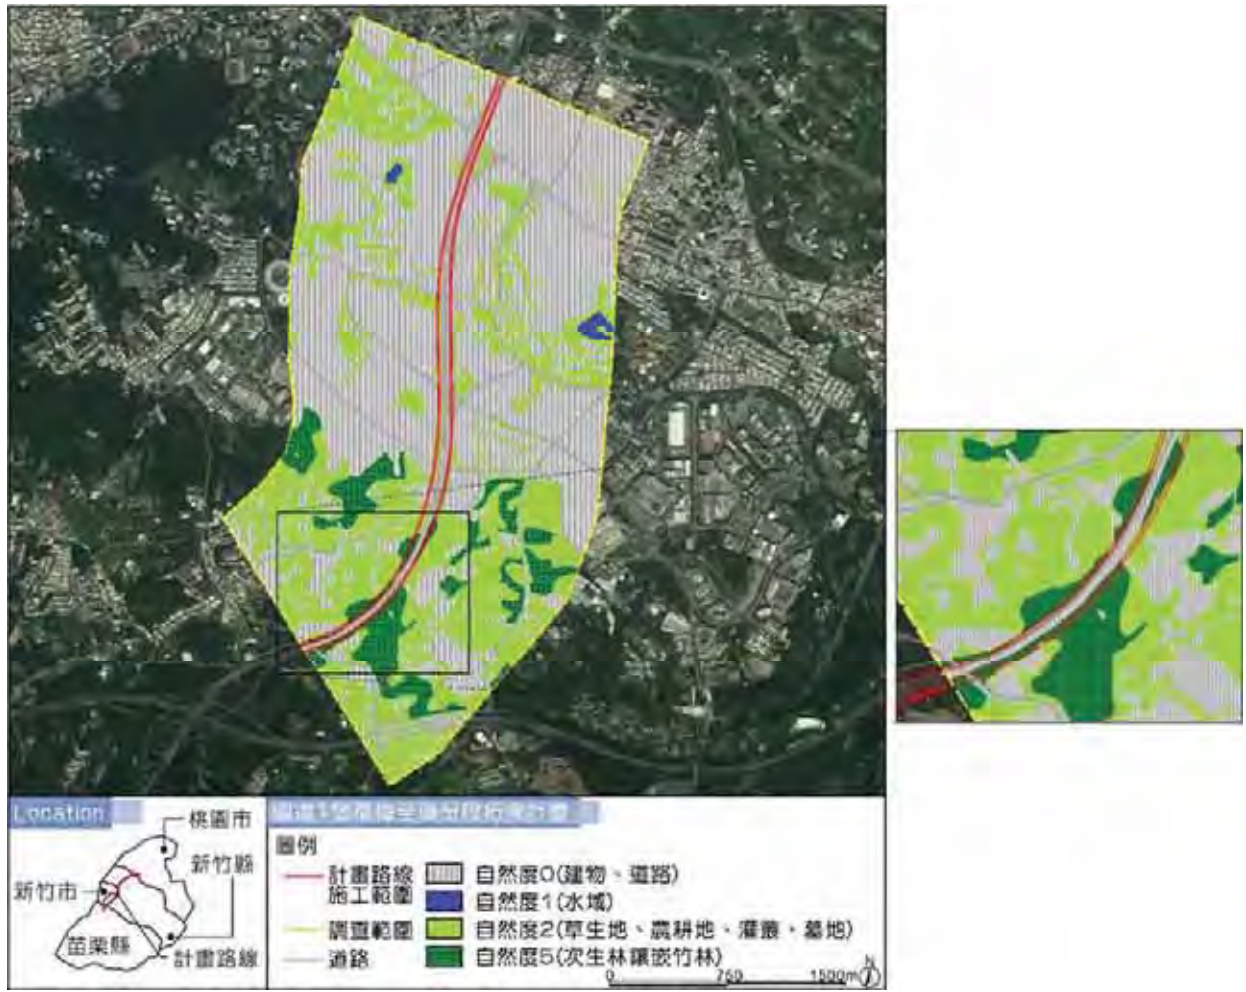 Location
桃園市
新竹縣
新竹市
苗栗縣
計畫路線
圖例
計畫路線
施工範圍
調查範圍
道路
自然度0(建物、道路)
自然度1(水域)
自然度2(草生地、農耕地、灌叢、墓地)
自然度5(次生林鑲嵌竹林)
0 750 1500m
N